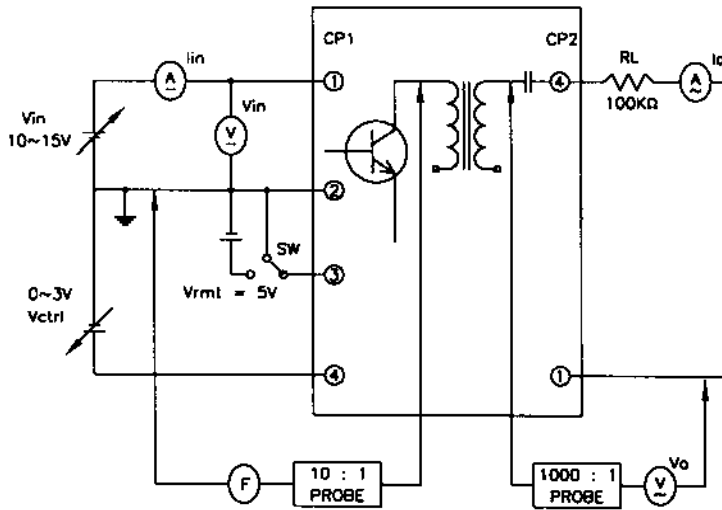 CP1
CP2
Iin
A
Vin
V
Vin
10~15V
1
2
3
4
SW
Vrmt = 5V
0~3V
Vctrl
4
RL
100KΩ
A
1
F
10 : 1
PROBE
1000 : 1
PROBE
V
Vo